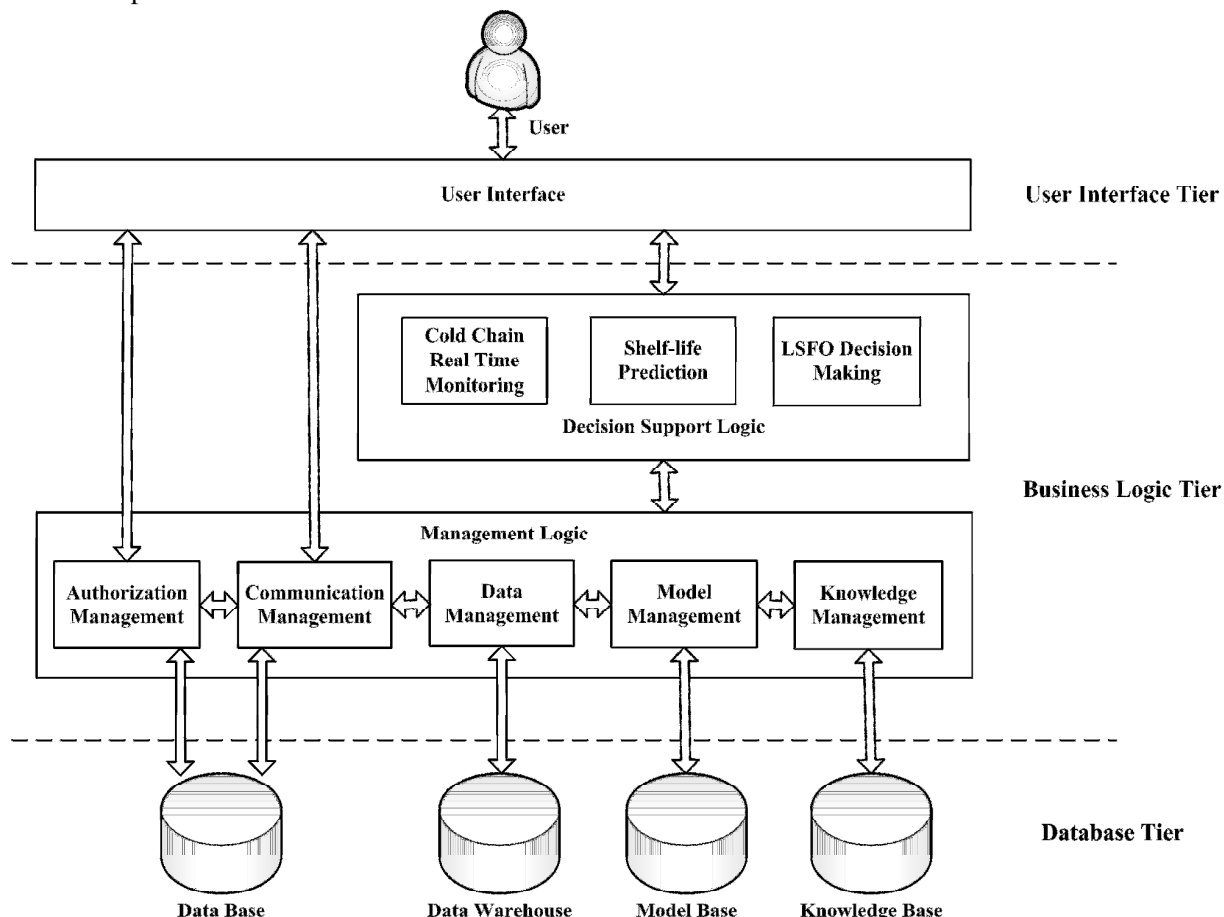 User
User Interface
User Interface Tier
Cold Chain
Real Time
Monitoring
Shelf-life
Prediction
LSFO Decision
Making
Decision Support Logic
Business Logic Tier
Management Logic
Authorization
Management
Communication
Management
Data
Management
Model
Management
Knowledge
Management
Database Tier
Data Base
Data Warehouse
Model Base
Knowledge Base